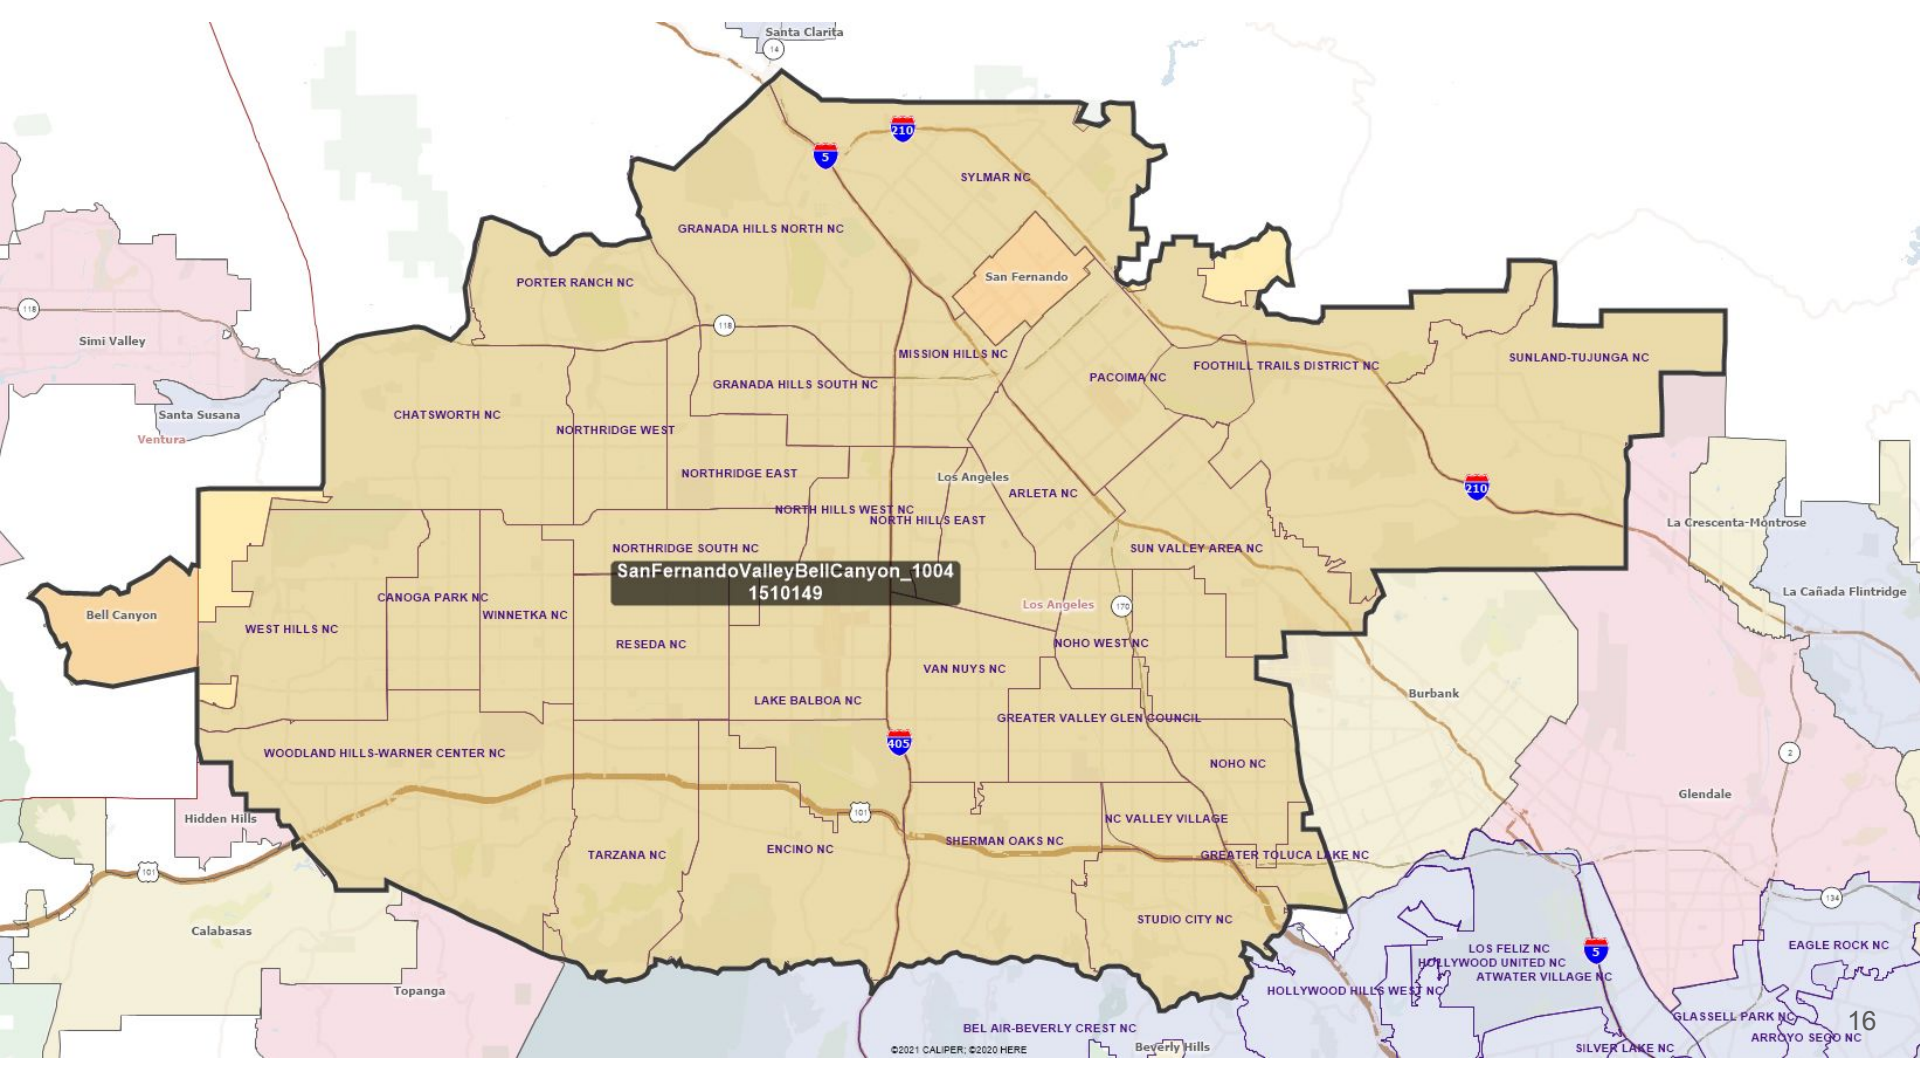 Santa Clarita
14
210
5
SYLMAR NC
GRANADA HILLS NORTH NC
San Fernando
PORTER RANCH NC
118
118
Simi Valley
MISSION HILLS NC
SUNLAND-TUJUNGA NC
FOOTHILL TRAILS DISTRICT NC
PACOIMA NC
GRANADA HILLS SOUTH NC
Santa Susana
CHATSWORTH NC
NORTHRIDGE WEST
Ventura
NORTHRIDGE EAST
Los Angeles
210
ARLETA NC
NORTH HILLS WEST NC
NORTH HILLS EAST
La Crescenta-Montrose
NORTHRIDGE SOUTH NC
SUN VALLEY AREA NC
SanFernandoValleyBellCanyon_1004
1510149
La Cañada Flintridge
CANOGA PARK NC
Los Angeles
170
Bell Canyon
WINNETKA NC
WEST HILLS NC
RESEDA NC
NOHO WEST NC
VAN NUYS NC
Burbank
LAKE BALBOA NC
GREATER VALLEY GLEN COUNCIL
405
WOODLAND HILLS-WARNER CENTER NC
2
NOHO NC
Glendale
101
Hidden Hills
NC VALLEY VILLAGE
SHERMAN OAKS NC
ENCINO NC
TARZANA NC
GREATER TOLUCA LAKE NC
101
134
STUDIO CITY NC
Calabasas
EAGLE ROCK NC
LOS FELIZ NC
5
HOLLYWOOD UNITED NC
ATWATER VILLAGE NC
Topanga
HOLLYWOOD HILLS WEST NC
GLASSELL PARK NC
16
BEL AIR-BEVERLY CREST NC
ARROYO SECO NC
©2021 CALIPER; ©2020 HERE
Beverly Hills
SILVER LAKE NC